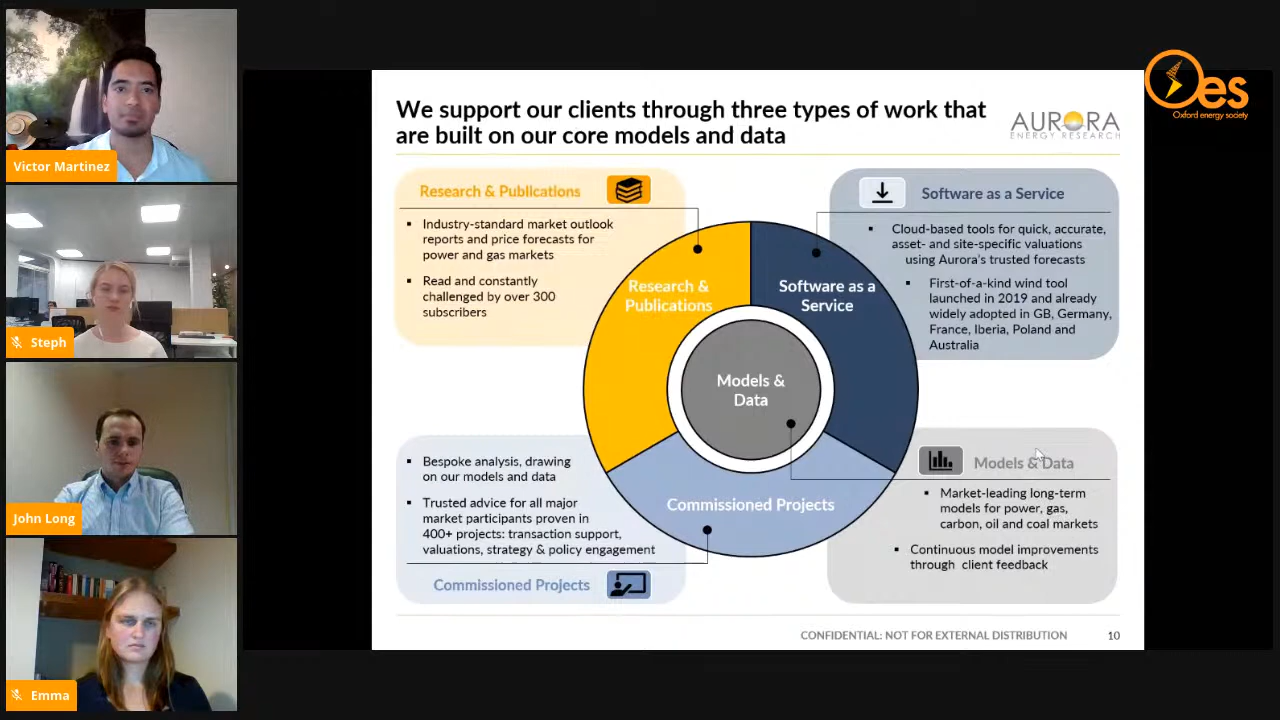 Victor Martinez
Steph
John Long
Emma
Oes
Oxford energy society
We support our clients through three types of work that
are built on our core models and data
AURORA
ENERGY RESEARCH
Research & Publications
▪ Industry-standard market outlook
reports and price forecasts for
power and gas markets
▪ Read and constantly
challenged by over 300
subscribers
Software as a Service
▪ Cloud-based tools for quick, accurate,
asset- and site-specific valuations
using Aurora's trusted forecasts
▪ First-of-a-kind wind tool
launched in 2019 and already
widely adopted in GB, Germany,
France, Iberia, Poland and
Australia
Research &
Publications
Software as a
Service
Models &
Data
Commissioned Projects
▪ Bespoke analysis, drawing
on our models and data
▪ Trusted advice for all major
market participants proven in
400+ projects: transaction support,
valuations, strategy & policy engagement
Commissioned Projects
Models & Data
▪ Market-leading long-term
models for power, gas,
carbon, oil and coal markets
▪ Continuous model improvements
through client feedback
CONFIDENTIAL: NOT FOR EXTERNAL DISTRIBUTION
10